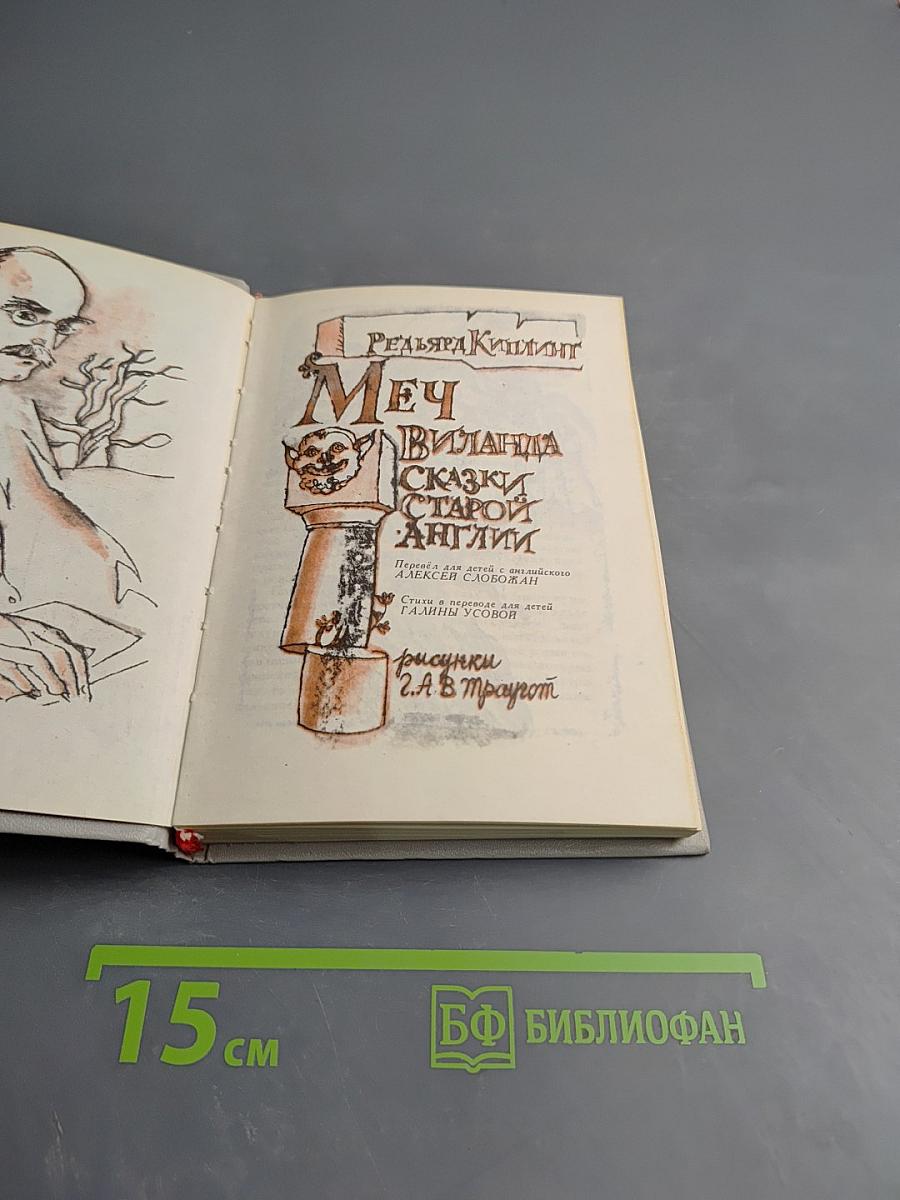 Редьярд Киплинг
Меч
Виланда
Сказки
Старой
Англии
Перевёл для детей с английского
АЛЕКСЕЙ СЛОБОЖАН
Стихи в переводе для детей
ГАЛИНЫ УСОВОЙ
рисунки
Г.А.В. Траугот
15 см
БФ БИБЛИОФАН